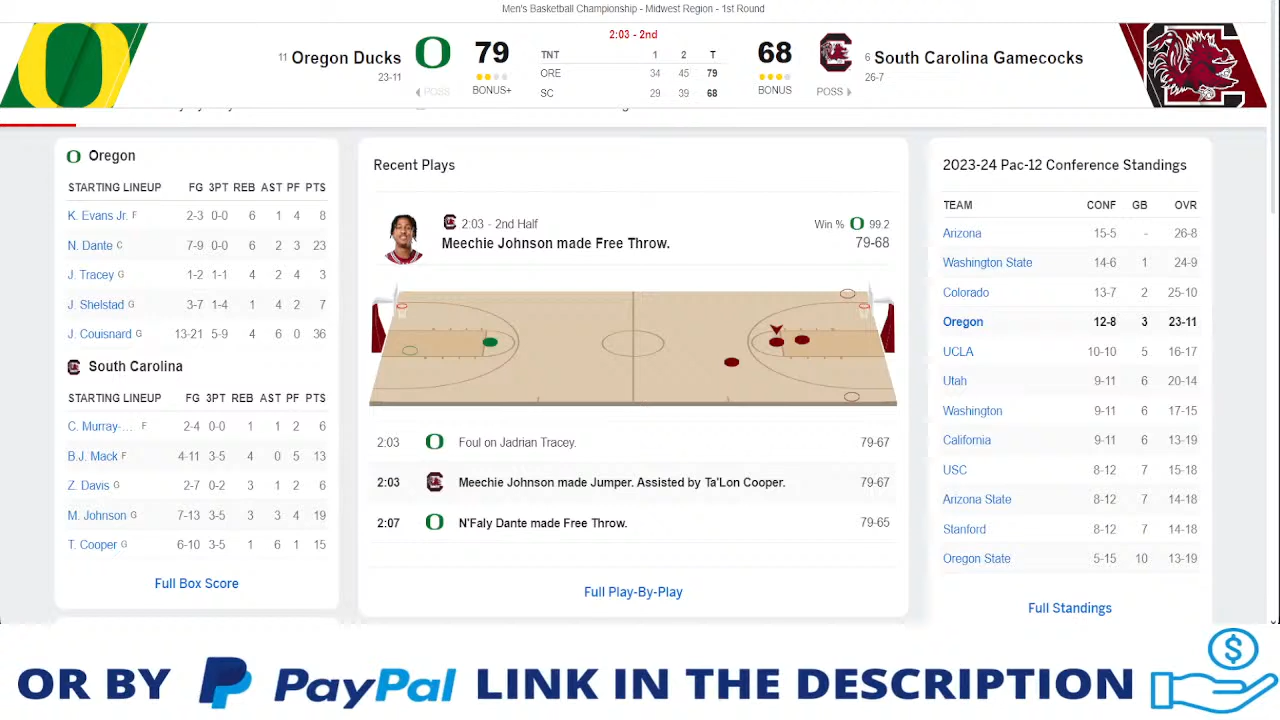 Men's Basketball Championship - Midwest Region - 1st Round
11 Oregon Ducks
23-11
79
BONUS+
POSS
2:03 - 2nd
TNT 1 2 T
ORE 34 45 79
SC 29 39 68
68
BONUS
POSS
6 South Carolina Gamecocks
26-7
Oregon
STARTING LINEUP FG 3PT REB AST PF PTS
K. Evans Jr. F 2-3 0-0 6 1 4 8
N. Dante C 7-9 0-0 6 2 3 23
J. Tracey G 1-2 1-1 4 2 4 3
J. Shelstad G 3-7 1-4 1 4 2 7
J. Couisnard G 13-21 5-9 4 6 0 36
South Carolina
STARTING LINEUP FG 3PT REB AST PF PTS
C. Murray-... F 2-4 0-0 1 1 2 6
B.J. Mack F 4-11 3-5 4 0 5 13
Z. Davis G 2-7 0-2 3 1 2 6
M. Johnson G 7-13 3-5 3 3 4 19
T. Cooper G 6-10 3-5 1 6 1 15
Full Box Score
Recent Plays
2:03 - 2nd Half
Meechie Johnson made Free Throw.
Win % 99.2
79-68
2:03 Foul on Jadrian Tracey. 79-67
2:03 Meechie Johnson made Jumper. Assisted by Ta'Lon Cooper. 79-67
2:07 N'Faly Dante made Free Throw. 79-65
Full Play-By-Play
2023-24 Pac-12 Conference Standings
TEAM CONF GB OVR
Arizona 15-5 - 26-8
Washington State 14-6 1 24-9
Colorado 13-7 2 25-10
Oregon 12-8 3 23-11
UCLA 10-10 5 16-17
Utah 9-11 6 20-14
Washington 9-11 6 17-15
California 9-11 6 13-19
USC 8-12 7 15-18
Arizona State 8-12 7 14-18
Stanford 8-12 7 14-18
Oregon State 5-15 10 13-19
Full Standings
OR BY PayPal LINK IN THE DESCRIPTION